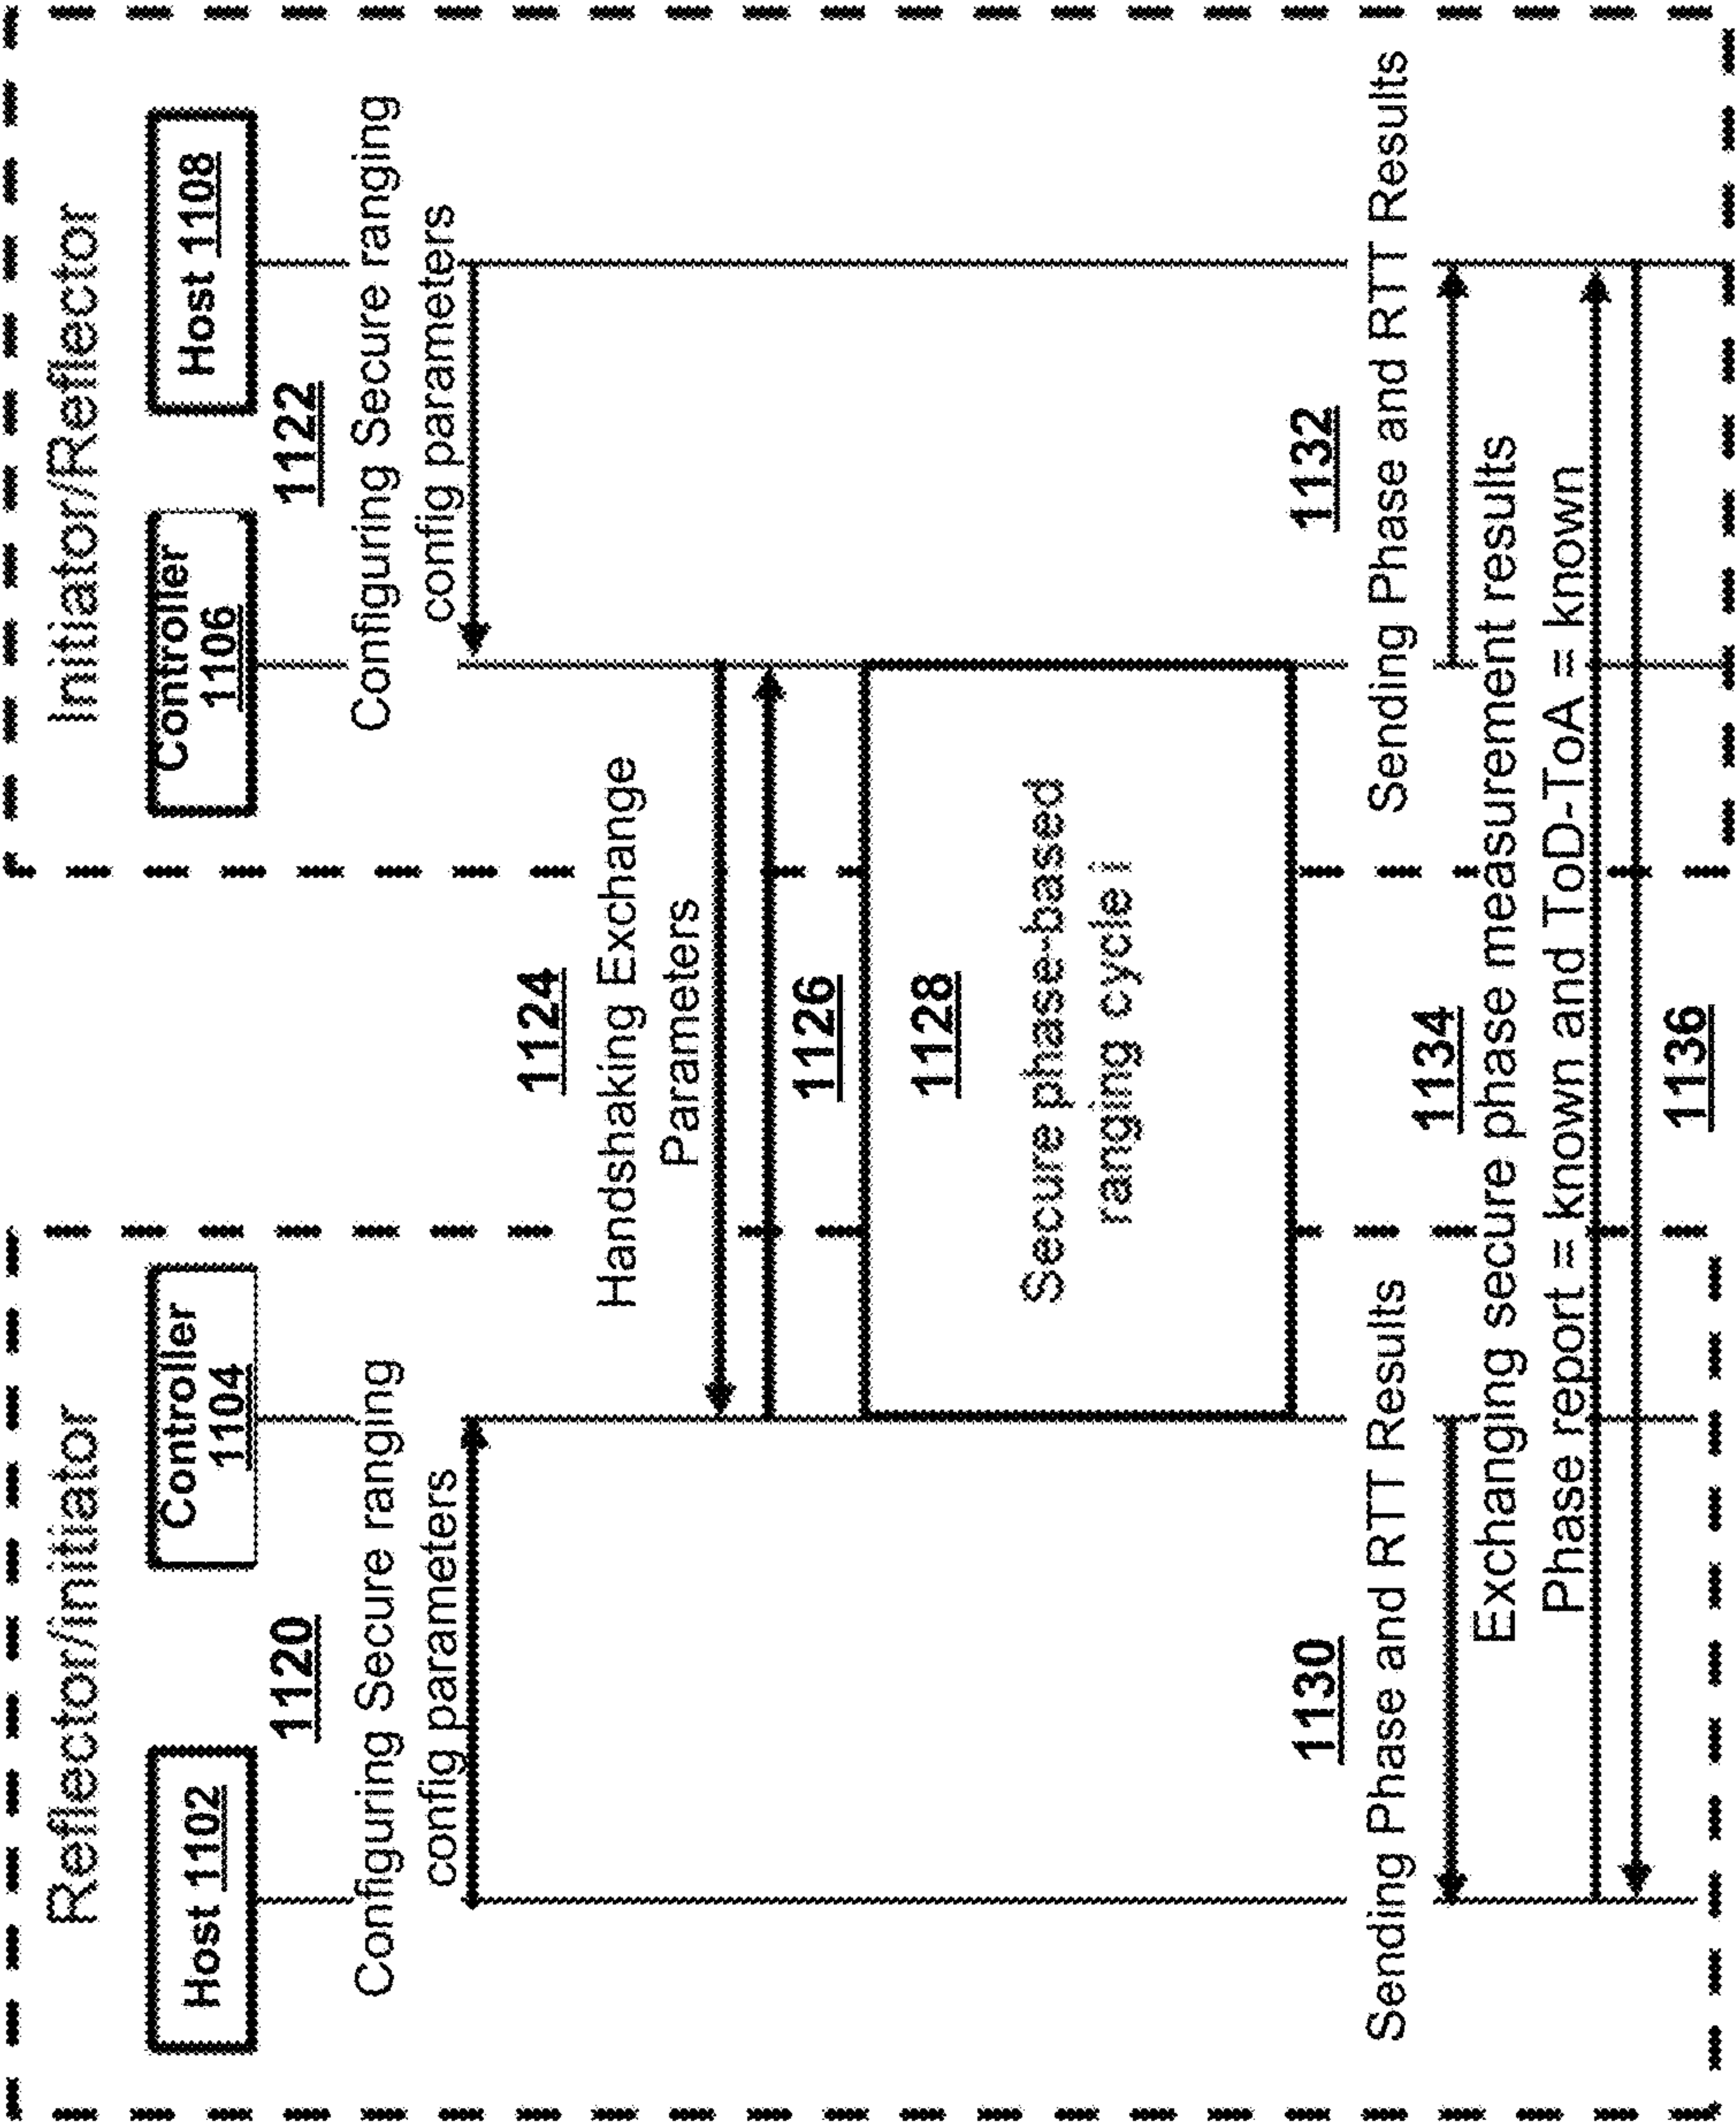 Reflector/initiator
Initiator/Reflector
Host 1102
Controller
1104
Controller
1106
Host 1108
1120
1122
Configuring Secure ranging
config parameters
Configuring Secure ranging
config parameters
1124
Handshaking Exchange
Parameters
1126
1128
Secure phase-based
ranging cycle i
1130
1132
Sending Phase and RTT Results
Sending Phase and RTT Results
1134
Exchanging secure phase measurement results
Phase report = known and ToD-ToA = known
1136